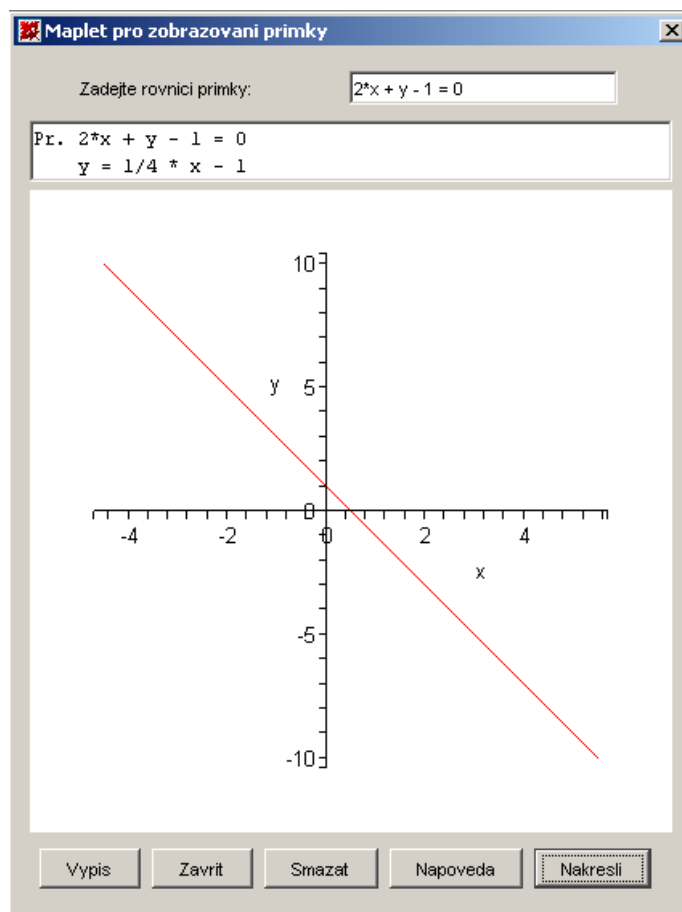 Maplet pro zobrazovani primky
Zadejte rovnici primky: 2*x + y - 1 = 0
Pr. 2*x + y - 1 = 0
y = 1/4 * x - 1
10
y 5
0
-4 -2 0 2 4
x
-5
-10
Vypis Zavrit Smazat Napoveda Nakresli